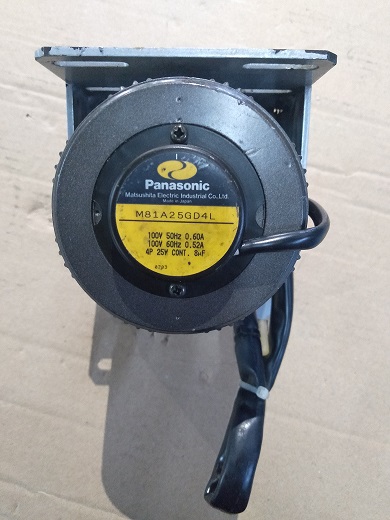 Panasonic
Matsushita Electric Industrial Co., Ltd.
Made in Japan
M81A25GD4L
100V 50Hz 0.60A
100V 60Hz 0.52A
4P 25W CONT. 8μF